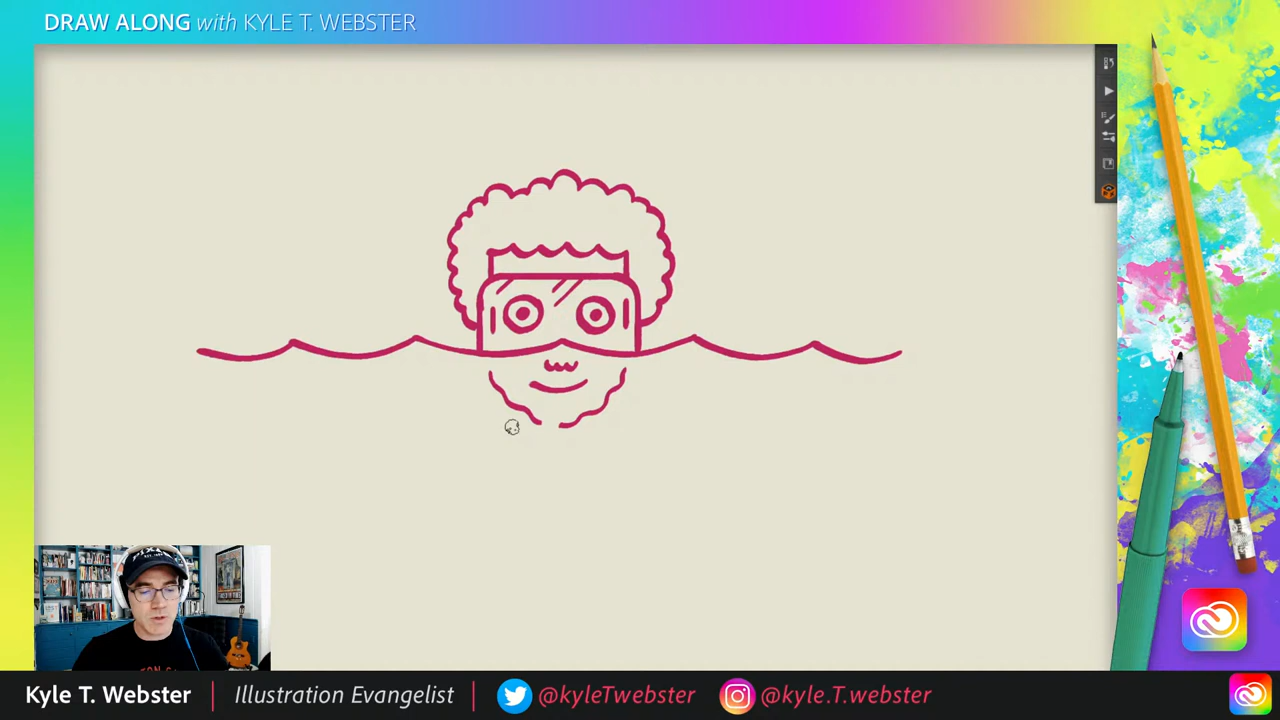 DRAW ALONG with KYLE T. WEBSTER
Kyle T. Webster | Illustration Evangelist @kyleTwebster @kyle.T.webster